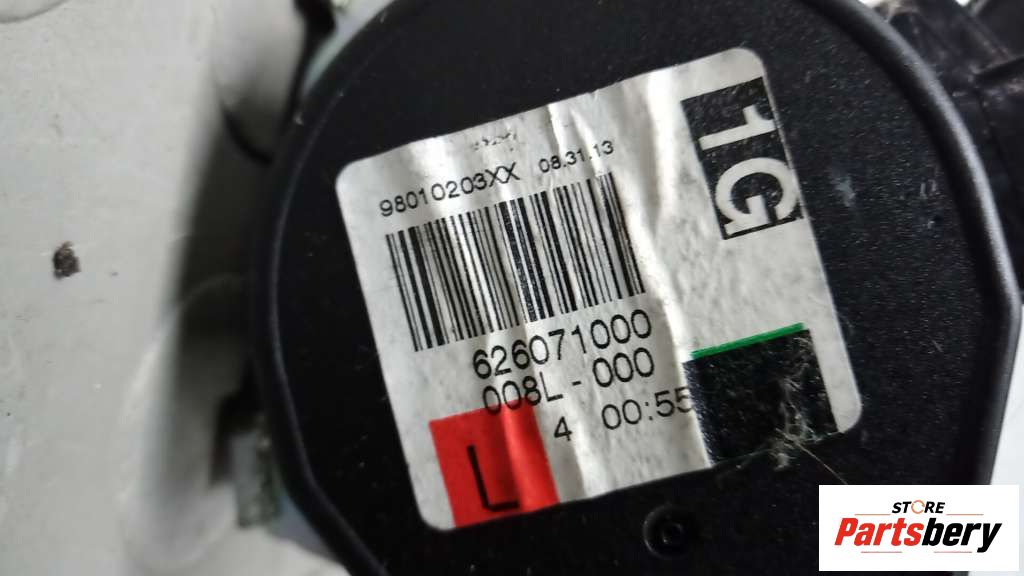 98010203XX 08.31.13
1G
626071000
008L - 000
4 00:55
L
STORE
Partsbery